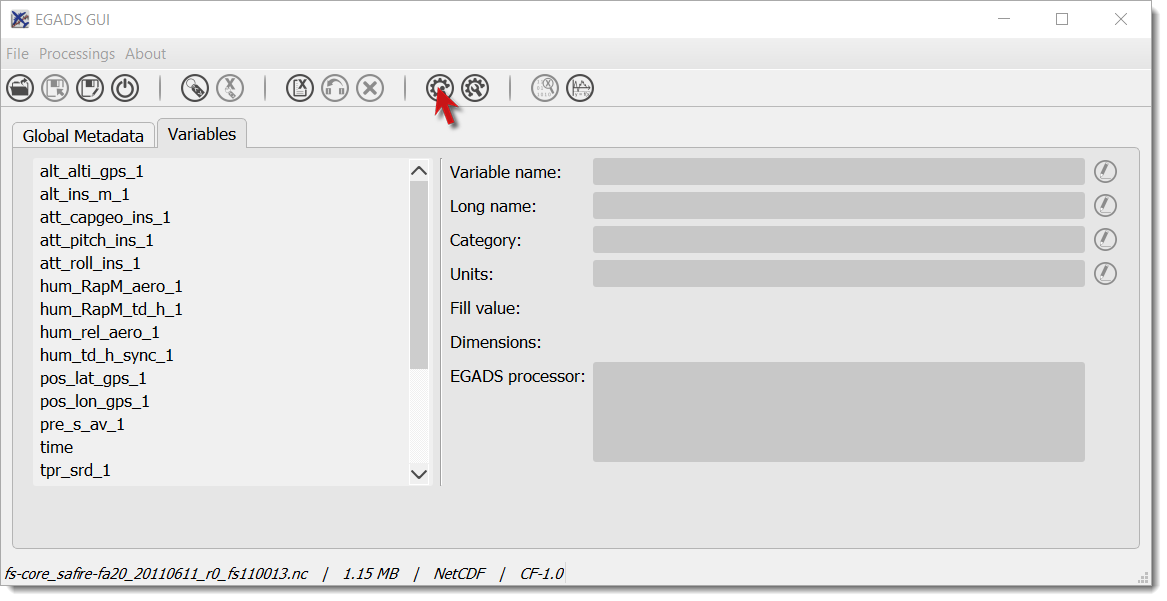 EGADS GUI
File Processings About
Global Metadata Variables
alt_alti_gps_1
alt_ins_m_1
att_capgeo_ins_1
att_pitch_ins_1
att_roll_ins_1
hum_RapM_aero_1
hum_RapM_td_h_1
hum_rel_aero_1
hum_td_h_sync_1
pos_lat_gps_1
pos_lon_gps_1
pre_s_av_1
time
tpr_srd_1
Variable name:
Long name:
Category:
Units:
Fill value:
Dimensions:
EGADS processor:
fs-core_safire-fa20_20110611_r0_fs110013.nc | 1.15 MB | NetCDF | CF-1.0